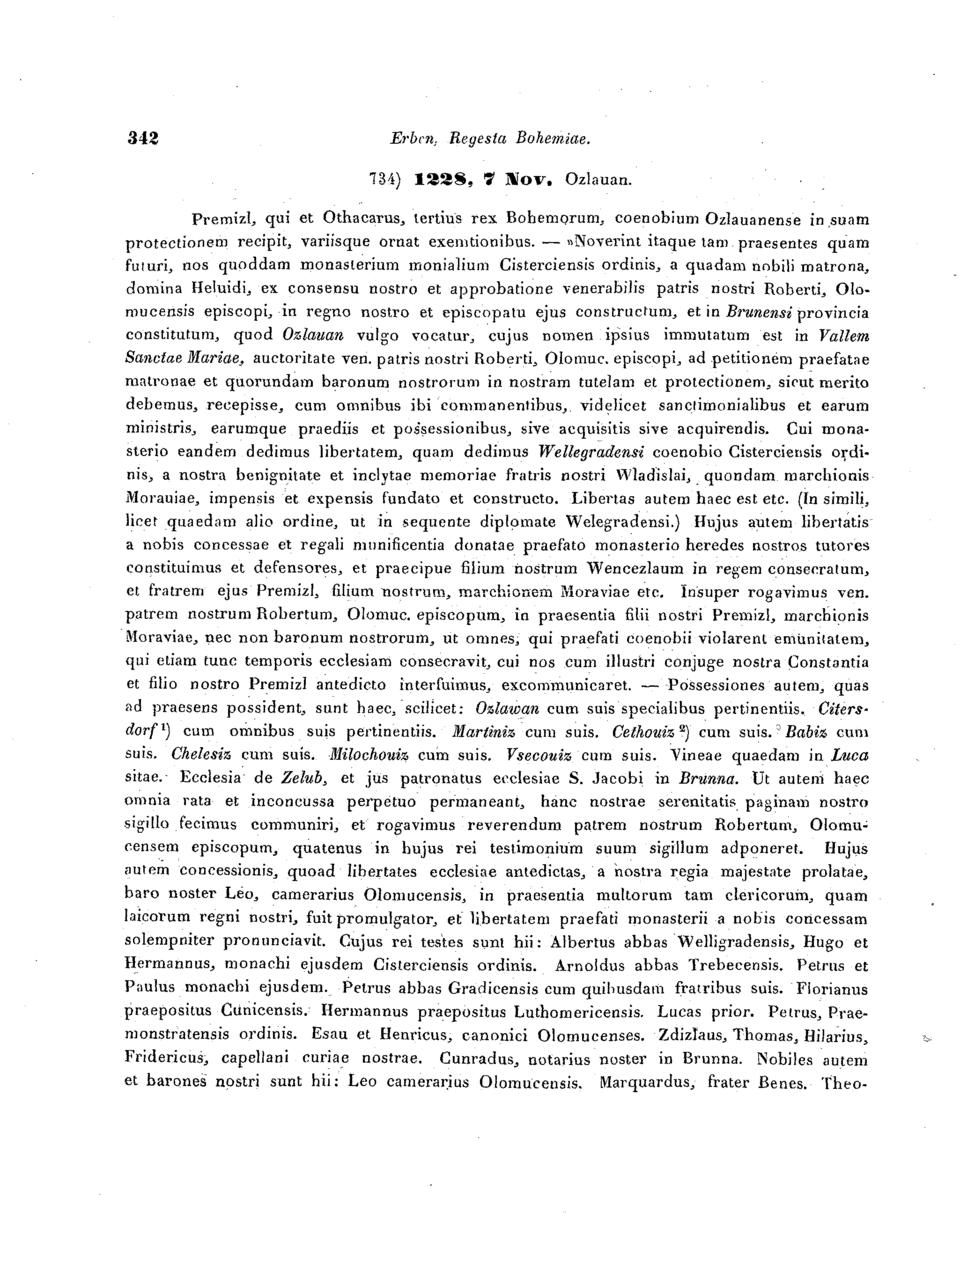 342 Erben, Regesta Bohemiae.
734) 1228, 7 Nov. Ozlauan.
Premizl, qui et Othacarus, tertius rex Bohemorum, coenobium Ozlauanense in suam
protectionem recipit, variisque ornat exemtionibus. — »Noverint itaque tam praesentes quam
futuri, nos quoddam monasterium monialium Cisterciensis ordinis, a quadam nobili matrona,
domina Heluidi, ex consensu nostro et approbatione venerabilis patris nostri Roberti, Olo-
mucensis episcopi, in regno nostro et episcopatu ejus constructum, et in Brunensi provincia
constitutum, quod Ozlauan vulgo vocatur, cujus nomen ipsius immutatum est in Vallem
Sanctae Mariae, auctoritate ven. patris nostri Roberti, Olomuc. episcopi, ad petitionem praefatae
matronae et quorundam baronum nostrorum in nostram tutelam et protectionem, sicut merito
debemus, recepisse, cum omnibus ibi commanentibus, videlicet sanctimonialibus et earum
ministris, earumque praediis et possessionibus, sive acquisitis sive acquirendis. Cui mona-
sterio eandem dedimus libertatem, quam dedimus Wellegradensi coenobio Cisterciensis ordi-
nis, a nostra benignitate et inclytae memoriae fratris nostri Wladislai, quondam marchionis
Morauiae, impensis et expensis fundato et constructo. Libertas autem haec est etc. (In simili,
licet quaedam alio ordine, ut in sequente diplomate Welegradensi.) Hujus autem libertatis
a nobis concessae et regali munificentia donatae praefato monasterio heredes nostros tutores
constituimus et defensores, et praecipue filium nostrum Wencezlaum in regem consecratum,
et fratrem ejus Premizl, filium nostrum, marchionem Moraviae etc. Insuper rogavimus ven.
patrem nostrum Robertum, Olomuc. episcopum, in praesentia filii nostri Premizl, marchionis
Moraviae, nec non baronum nostrorum, ut omnes, qui praefati coenobii violarent emunitatem,
qui etiam tunc temporis ecclesiam consecravit, cui nos cum illustri conjuge nostra Constantia
et filio nostro Premizl antedicto interfuimus, excommunicaret. — Possessiones autem, quas
ad praesens possident, sunt haec, scilicet: Ozlawan cum suis specialibus pertinentiis. Citers-
dorf ¹) cum omnibus suis pertinentiis. Martiniz cum suis. Cethouiz ²) cum suis. Babiz cum
suis. Chelesiz cum suis. Milochouiz cum suis. Vsecouiz cum suis. Vineae quaedam in Luca
sitae. Ecclesia de Zelub, et jus patronatus ecclesiae S. Jacobi in Brunna. Ut autem haec
omnia rata et inconcussa perpetuo permaneant, hanc nostrae serenitatis paginam nostro
sigillo fecimus communiri, et rogavimus reverendum patrem nostrum Robertum, Olomu-
censem episcopum, quatenus in hujus rei testimonium suum sigillum adponeret. Hujus
autem concessionis, quoad libertates ecclesiae antedictas, a nostra regia majestate prolatae,
baro noster Leo, camerarius Olomucensis, in praesentia multorum tam clericorum, quam
laicorum regni nostri, fuit promulgator, et libertatem praefati monasterii a nobis concessam
solempniter pronunciavit. Cujus rei testes sunt hii: Albertus abbas Welligradensis, Hugo et
Hermannus, monachi ejusdem Cisterciensis ordinis. Arnoldus abbas Trebecensis. Petrus et
Paulus monachi ejusdem. Petrus abbas Gradicensis cum quibusdam fratribus suis. Florianus
praepositus Cunicensis. Hermannus praepositus Luthomericensis. Lucas prior. Petrus, Prae-
monstratensis ordinis. Esau et Henricus, canonici Olomucenses. Zdizlaus, Thomas, Hilarius,
Fridericus, capellani curiae nostrae. Cunradus, notarius noster in Brunna. Nobiles autem
et barones nostri sunt hii: Leo camerarius Olomucensis. Marquardus, frater Benes. Theo-